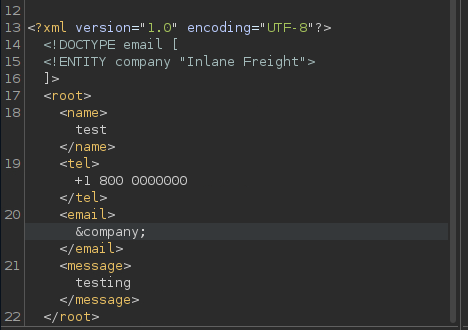 12
13 <?xml version="1.0" encoding="UTF-8"?>
14 <!DOCTYPE email [
15 <!ENTITY company "Inlane Freight">
16 ]>
17 <root>
18 <name>
test
</name>
19 <tel>
+1 800 0000000
</tel>
20 <email>
&company;
</email>
21 <message>
testing
</message>
22 </root>